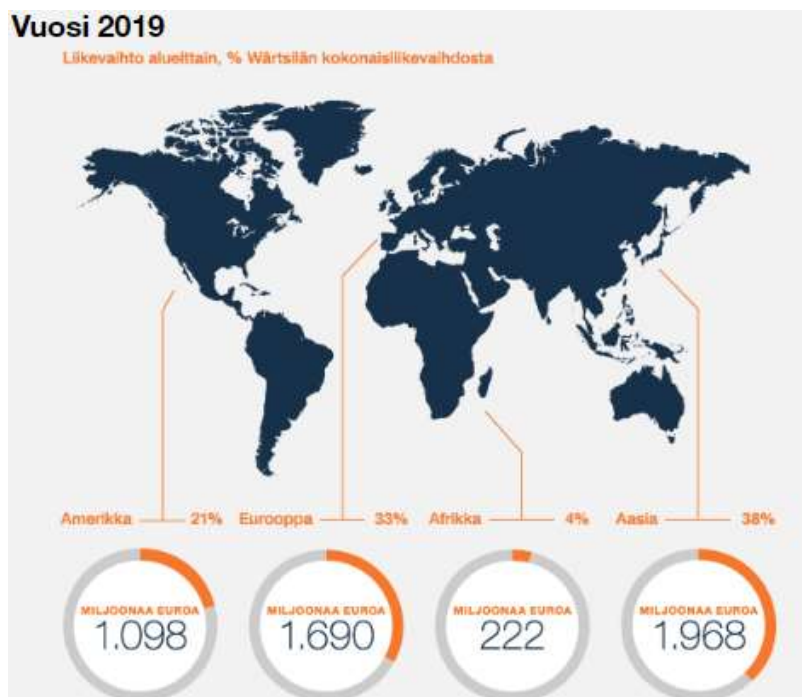 Vuosi 2019
Liikevaihto alueittain, % Wärtsilän kokonaisliikevaihdosta
Amerikka 21% Eurooppa 33% Afrikka 4% Aasia 38%
MILJOONAA EUROA MILJOONAA EUROA MILJOONAA EUROA MILJOONAA EUROA
1.098 1.690 222 1.968